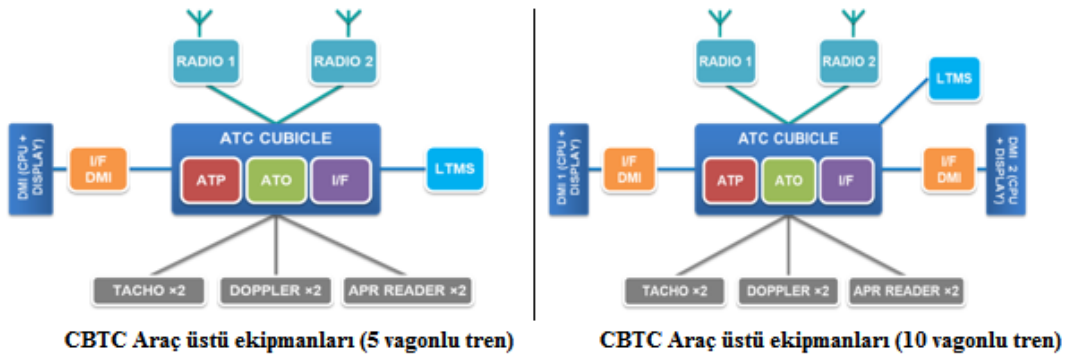 RADIO 1
RADIO 2
ATC CUBICLE
DMI (CPU +
DISPLAY)
I/F
DMI
ATP
ATO
I/F
LTMS
TACHO ×2
DOPPLER ×2
APR READER ×2
CBTC Araç üstü ekipmanları (5 vagonlu tren)
RADIO 1
RADIO 2
LTMS
ATC CUBICLE
DMI 1 (CPU +
DISPLAY)
I/F
DMI
ATP
ATO
I/F
I/F
DMI
DMI 2 (CPU
+ DISPLAY)
TACHO ×2
DOPPLER ×2
APR READER ×2
CBTC Araç üstü ekipmanları (10 vagonlu tren)